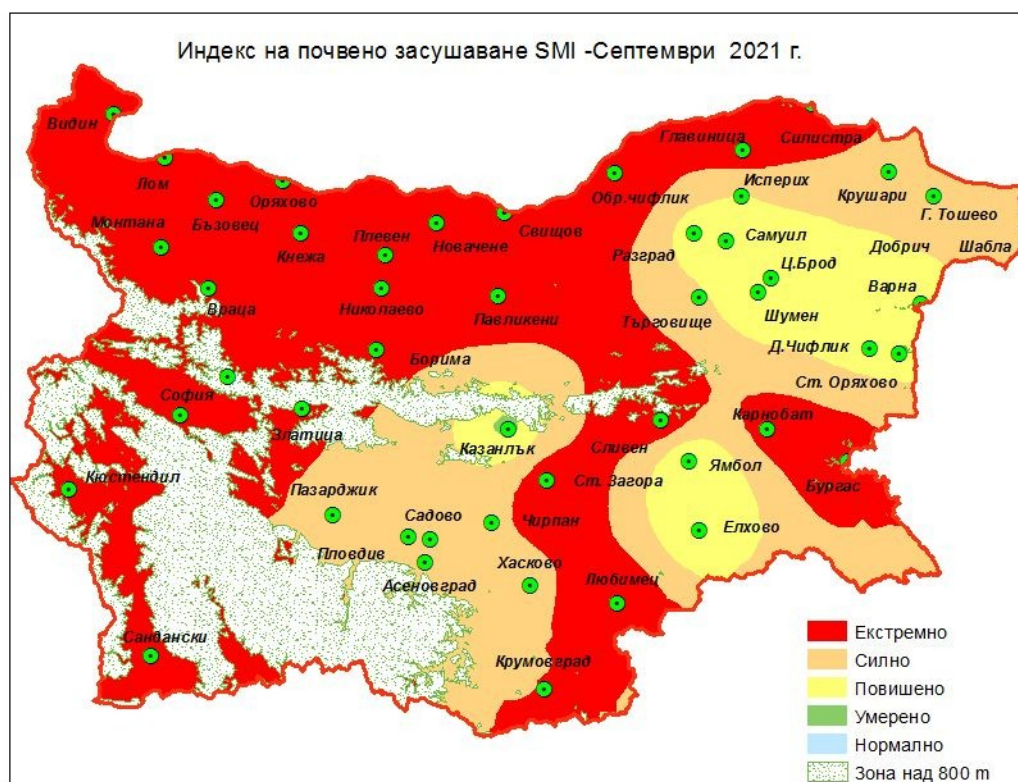 Индекс на почвено засушаване SMI -Септември 2021 г.
Видин
Главиница
Силистра
Лом
Оряхово
Обр.чифлик
Исперих
Крушари
Г. Тошево
Монтана
Бъзовец
Кнежа
Плевен
Новачене
Свищов
Разград
Самуил
Добрич
Шабла
Ц.Брод
Варна
Враца
Николаево
Павликени
Търговище
Шумен
Борима
Д.Чифлик
Ст. Оряхово
София
Златица
Казанлък
Сливен
Карнобат
Кюстендил
Пазарджик
Ст. Загора
Ямбол
Бургас
Садово
Чирпан
Елхово
Пловдив
Асеновград
Хасково
Любимец
Сандански
Крумовград
Екстремно
Силно
Повишено
Умерено
Нормално
Зона над 800 m